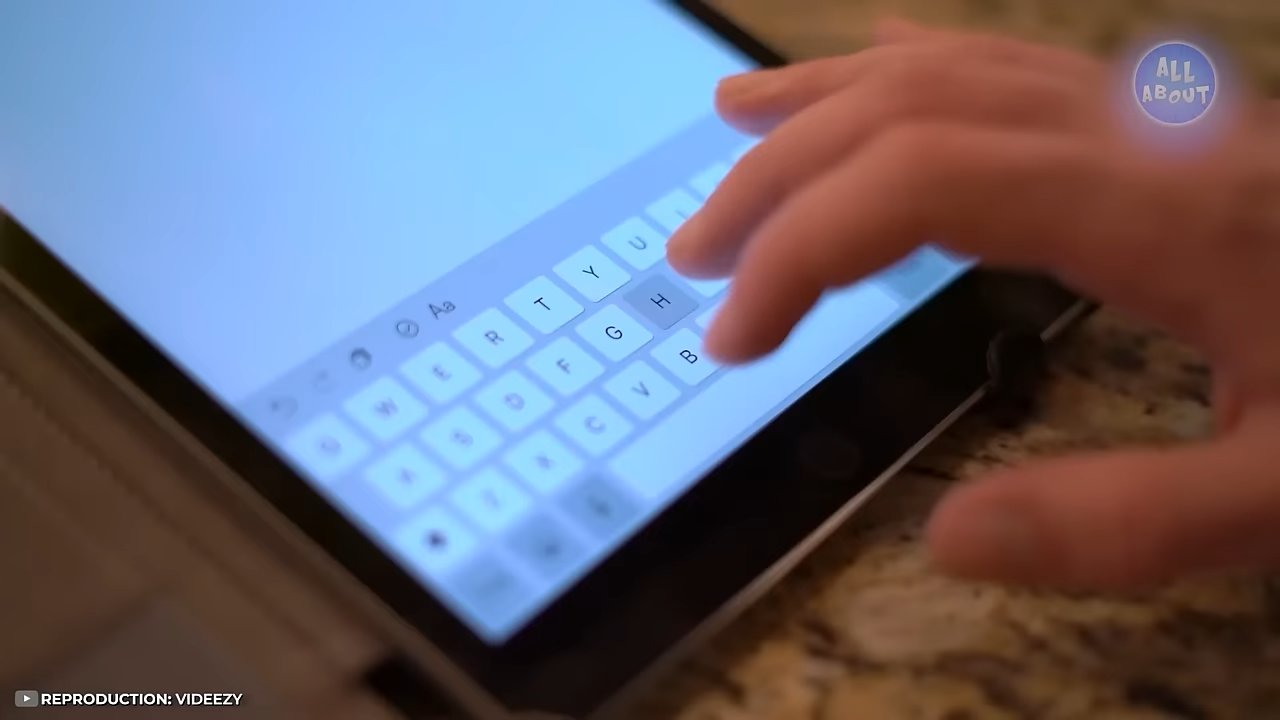 ALL
ABOUT
Aa
E R T Y U
D F G H
C V B
W
S
X
REPRODUCTION: VIDEEZY